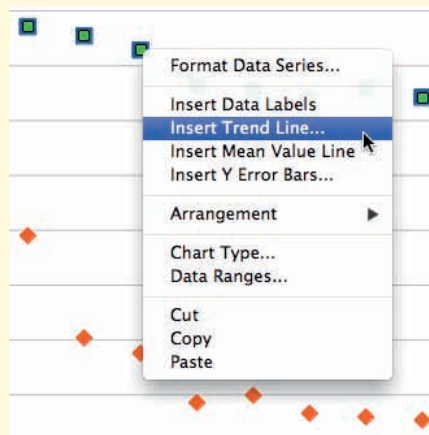 Format Data Series...
Insert Data Labels
Insert Trend Line...
Insert Mean Value Line
Insert Y Error Bars...
Arrangement
Chart Type...
Data Ranges...
Cut
Copy
Paste